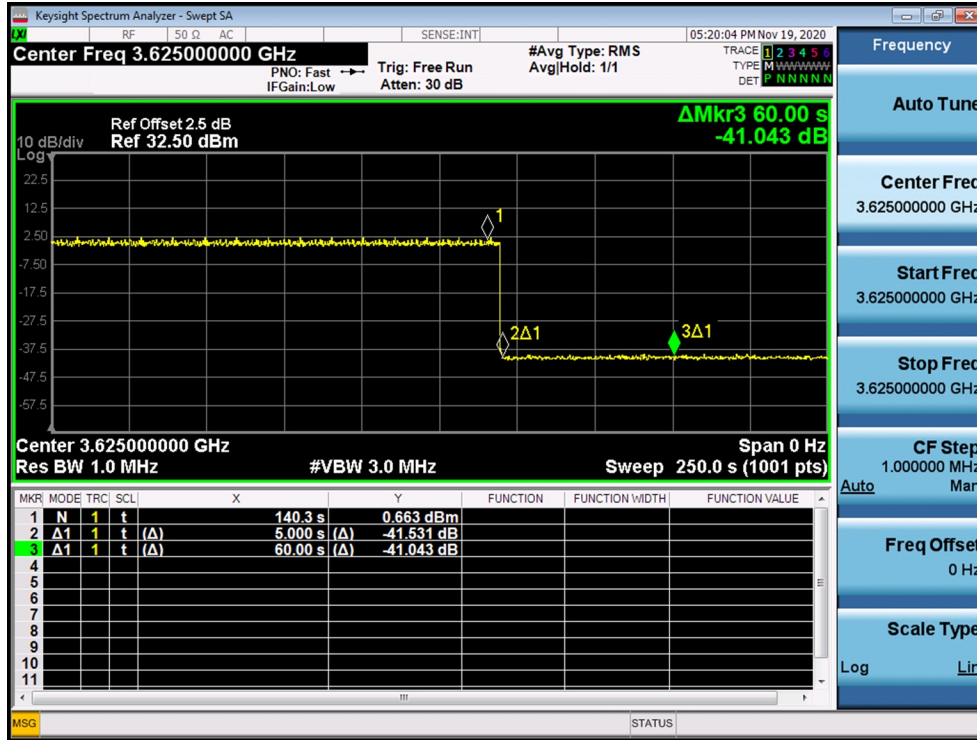 Keysight Spectrum Analyzer - Swept SA
LXI RF 50 Ω AC SENSE:INT 05:20:04 PM Nov 19, 2020
Center Freq 3.625000000 GHz
PNO: Fast
IFGain:Low
Trig: Free Run
Atten: 30 dB
#Avg Type: RMS
Avg|Hold: 1/1
TRACE 1 2 3 4 5 6
TYPE M WWWWW
DET P N N N N N
Ref Offset 2.5 dB
10 dB/div Ref 32.50 dBm
Log
ΔMkr3 60.00 s
-41.043 dB
22.5
12.5
2.50
-7.50
-17.5
-27.5
-37.5
-47.5
-57.5
1
2Δ1
3Δ1
Center 3.625000000 GHz Span 0 Hz
Res BW 1.0 MHz #VBW 3.0 MHz Sweep 250.0 s (1001 pts)
MKR MODE TRC SCL X Y FUNCTION FUNCTION WIDTH FUNCTION VALUE
1 N 1 t 140.3 s 0.663 dBm
2 Δ1 1 t (Δ) 5.000 s (Δ) -41.531 dB
3 Δ1 1 t (Δ) 60.00 s (Δ) -41.043 dB
4
5
6
7
8
9
10
11
MSG STATUS
Frequency
Auto Tune
Center Freq
3.625000000 GHz
Start Freq
3.625000000 GHz
Stop Freq
3.625000000 GHz
CF Step
1.000000 MHz
Auto Man
Freq Offset
0 Hz
Scale Type
Log Lin